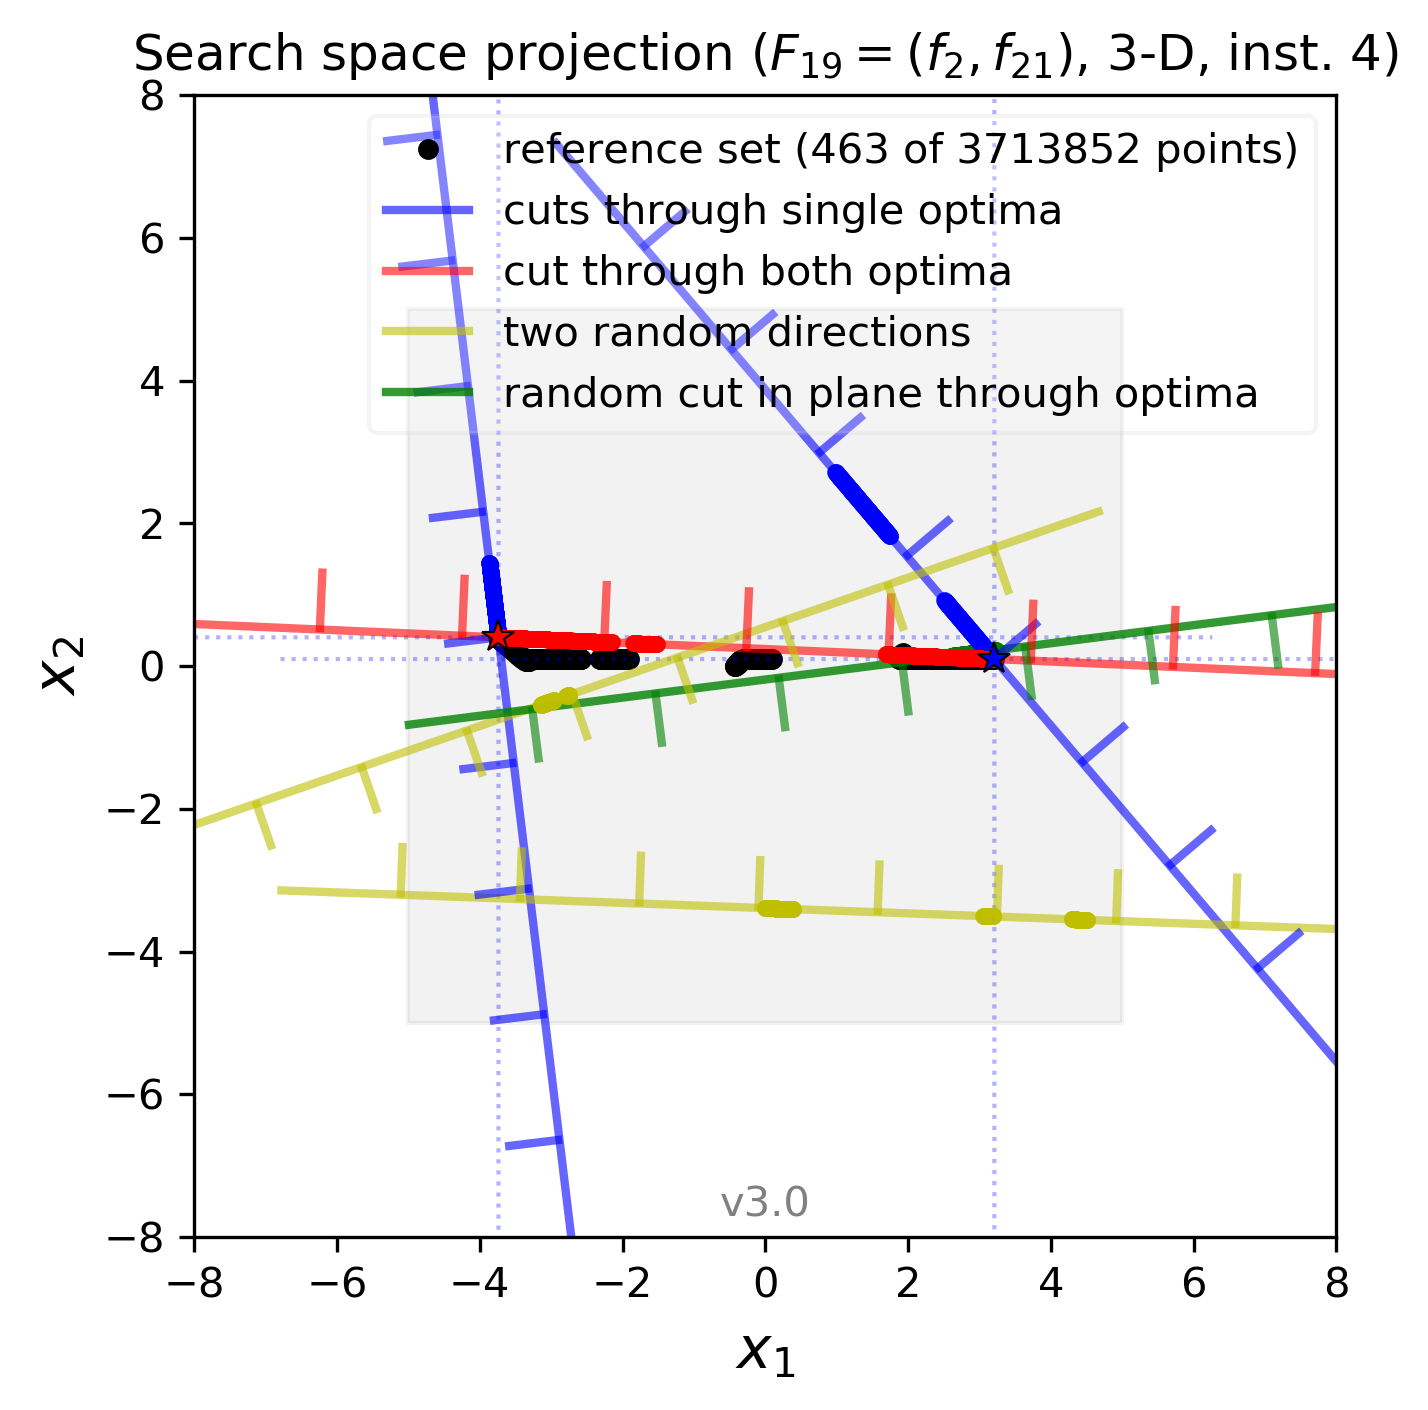 Search space projection (F19 = (f2, f21), 3-D, inst. 4)
reference set (463 of 3713852 points)
cuts through single optima
cut through both optima
two random directions
random cut in plane through optima
8
6
4
2
0
−2
−4
−6
−8
x2
v3.0
−8 −6 −4 −2 0 2 4 6 8
x1